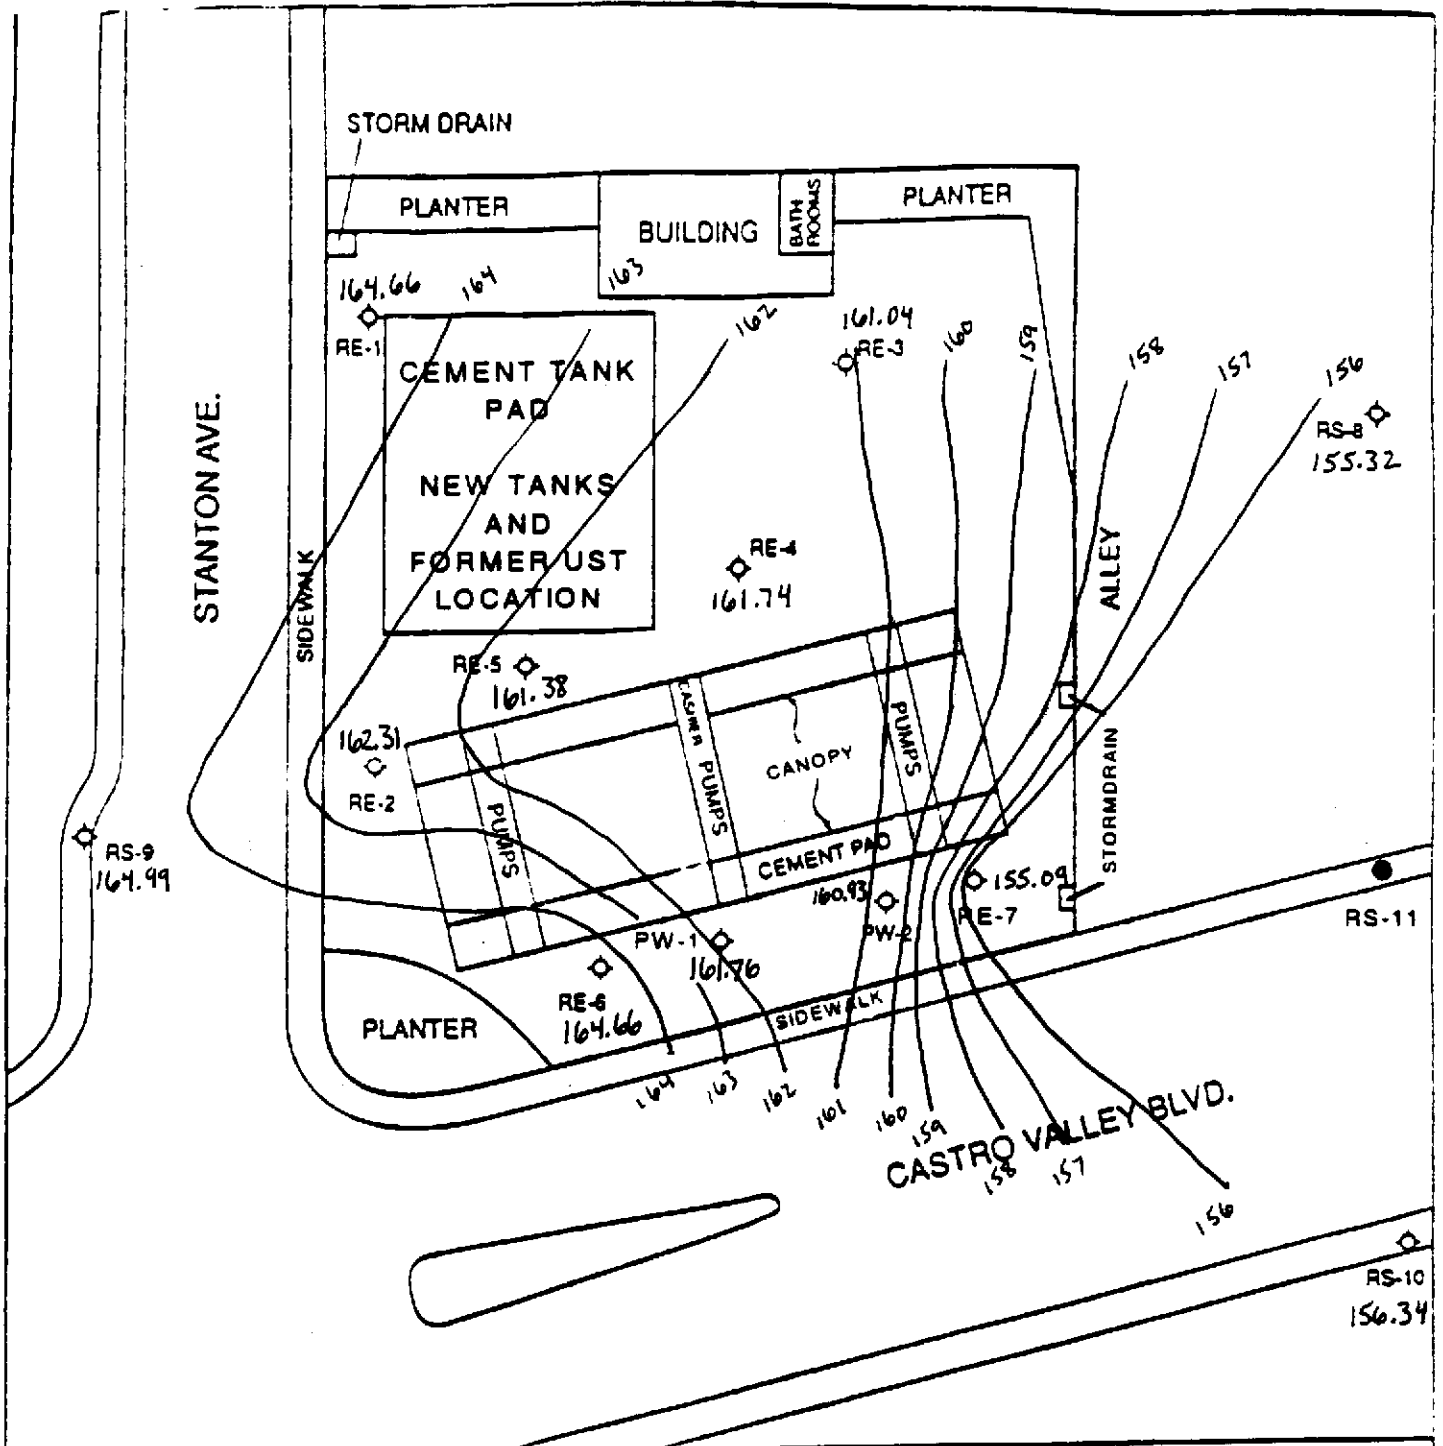 STORM DRAIN
PLANTER
BUILDING
BATH
ROOMS
PLANTER
164.66
164
163
162
161.04
160
159
158
157
156
RE-1
RE-3
RS-8
155.32
CEMENT TANK
PAD
NEW TANKS
AND
FORMER UST
LOCATION
STANTON AVE.
SIDEWALK
ALLEY
RE-4
161.74
RE-5
161.38
162.31
RE-2
CASHIER
PUMPS
PUMPS
PUMPS
CANOPY
STORMDRAIN
CEMENT PAD
RS-9
164.99
160.93
PW-2
155.09
RE-7
RS-11
PW-1
161.76
RE-6
164.66
PLANTER
SIDEWALK
164
163
162
161
160
159
158
157
156
CASTRO VALLEY BLVD.
RS-10
156.34